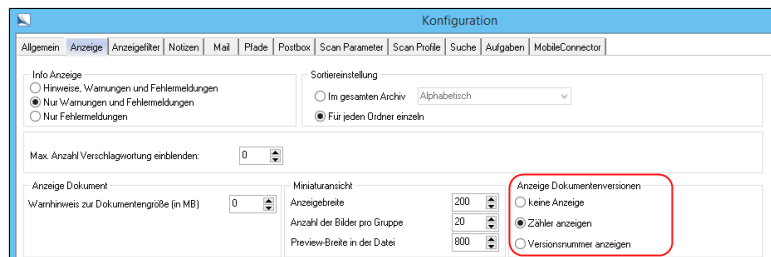 Konfiguration
Allgemein Anzeige Anzeigefilter Notizen Mail Pfade Postbox Scan Parameter Scan Profile Suche Aufgaben MobileConnector
Info Anzeige
Hinweise, Warnungen und Fehlermeldungen
Nur Warnungen und Fehlermeldungen
Nur Fehlermeldungen
Sortiereinstellung
Im gesamten Archiv Alphabetisch
Für jeden Ordner einzeln
Max. Anzahl Verschlagwortung einblenden: 0
Anzeige Dokument
Warnhinweis zur Dokumentengröße (in MB) 0
Miniaturansicht
Anzeigebreite 200
Anzahl der Bilder pro Gruppe 20
Preview-Breite in der Datei 800
Anzeige Dokumentenversionen
keine Anzeige
Zähler anzeigen
Versionsnummer anzeigen